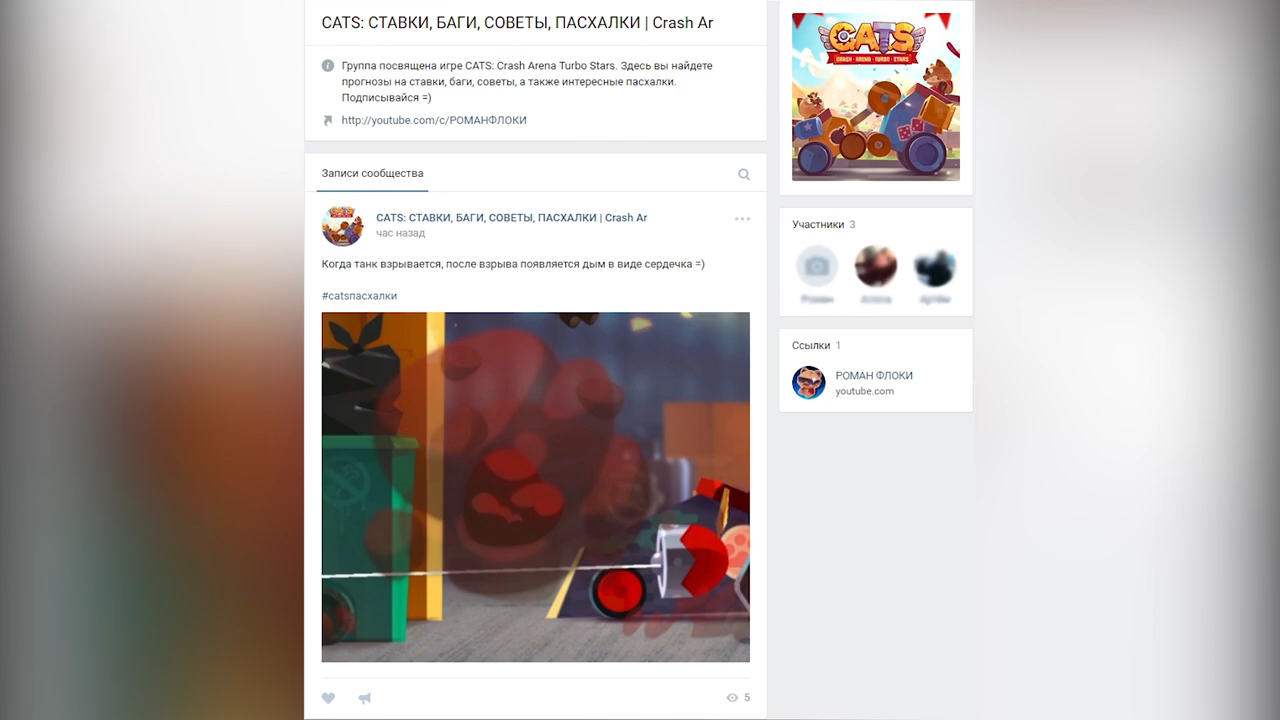 CATS: СТАВКИ, БАГИ, СОВЕТЫ, ПАСХАЛКИ | Crash Ar
Группа посвящена игре CATS: Crash Arena Turbo Stars. Здесь вы найдете
прогнозы на ставки, баги, советы, а также интересные пасхалки.
Подписывайся =)
http://youtube.com/c/РОМАНФЛОКИ
Записи сообщества
CATS: СТАВКИ, БАГИ, СОВЕТЫ, ПАСХАЛКИ | Crash Ar
час назад
Когда танк взрывается, после взрыва появляется дым в виде сердечка =)
#catsпасхалки
5
CATS
CRASH · ARENA · TURBO · STARS
Участники 3
Ссылки 1
РОМАН ФЛОКИ
youtube.com